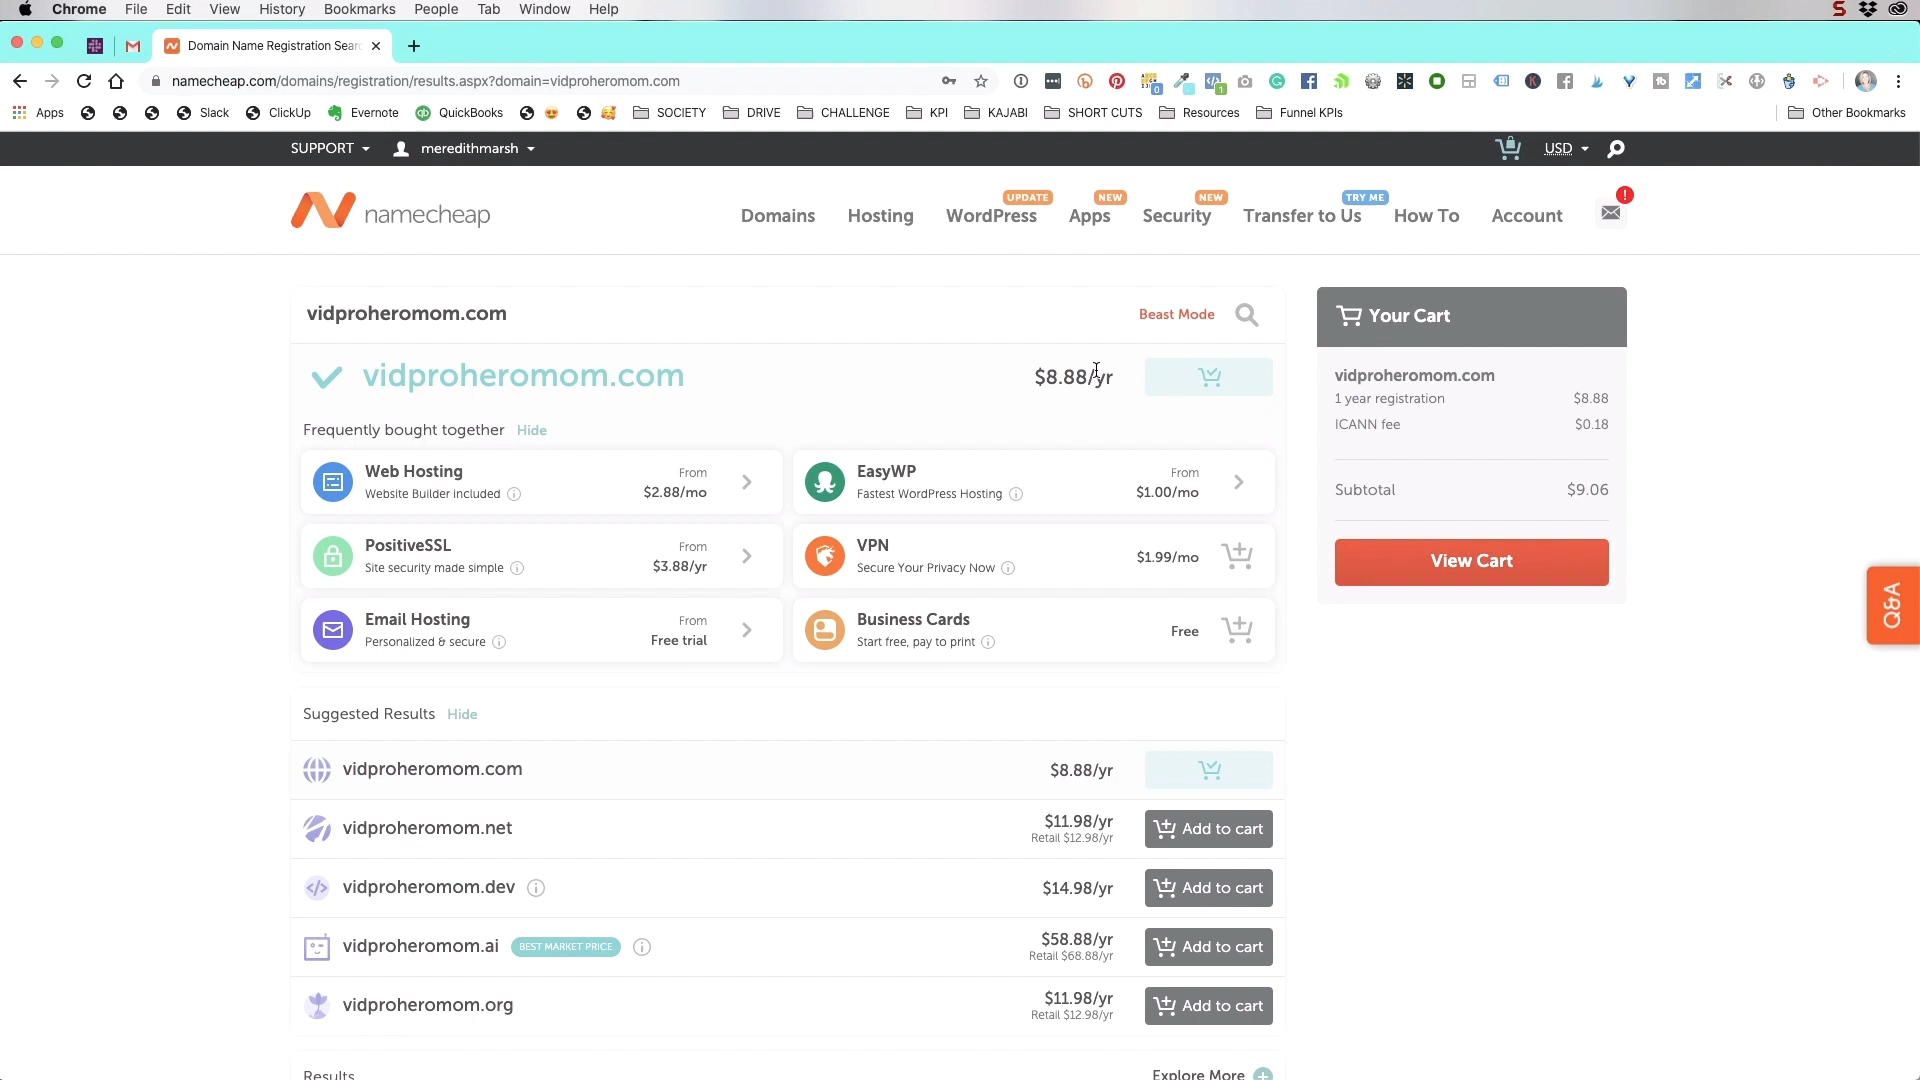 Chrome File Edit View History Bookmarks People Tab Window Help
Domain Name Registration Sear
namecheap.com/domains/registration/results.aspx?domain=vidproheromom.com
Apps Slack ClickUp Evernote QuickBooks SOCIETY DRIVE CHALLENGE KPI KAJABI SHORT CUTS Resources Funnel KPIs Other Bookmarks
SUPPORT meredithmarsh USD
UPDATE NEW NEW TRY ME
namecheap Domains Hosting WordPress Apps Security Transfer to Us How To Account
vidproheromom.com Beast Mode
vidproheromom.com $8.88/yr
Frequently bought together Hide
Web Hosting
Website Builder included
From
$2.88/mo
EasyWP
Fastest WordPress Hosting
From
$1.00/mo
PositiveSSL
Site security made simple
From
$3.88/yr
VPN
Secure Your Privacy Now
$1.99/mo
Email Hosting
Personalized & secure
From
Free trial
Business Cards
Start free, pay to print
Free
Suggested Results Hide
vidproheromom.com $8.88/yr
vidproheromom.net $11.98/yr Add to cart
Retail $12.98/yr
vidproheromom.dev $14.98/yr Add to cart
vidproheromom.ai BEST MARKET PRICE $58.88/yr Add to cart
Retail $68.88/yr
vidproheromom.org $11.98/yr Add to cart
Retail $12.98/yr
Results Explore More
Your Cart
vidproheromom.com
1 year registration $8.88
ICANN fee $0.18
Subtotal $9.06
View Cart
Q&A